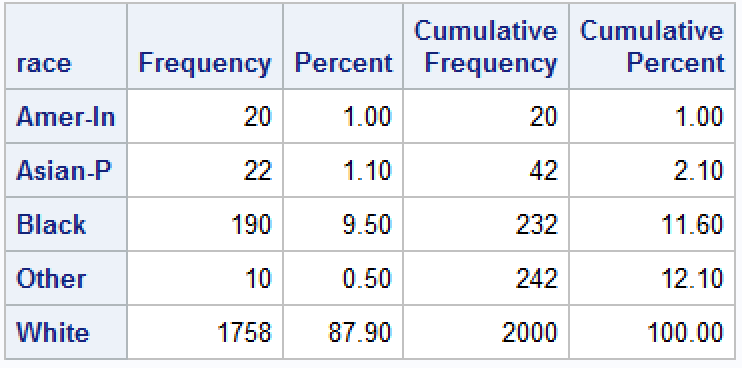 race Frequency Percent Cumulative Frequency Cumulative Percent
Amer-In 20 1.00 20 1.00
Asian-P 22 1.10 42 2.10
Black 190 9.50 232 11.60
Other 10 0.50 242 12.10
White 1758 87.90 2000 100.00